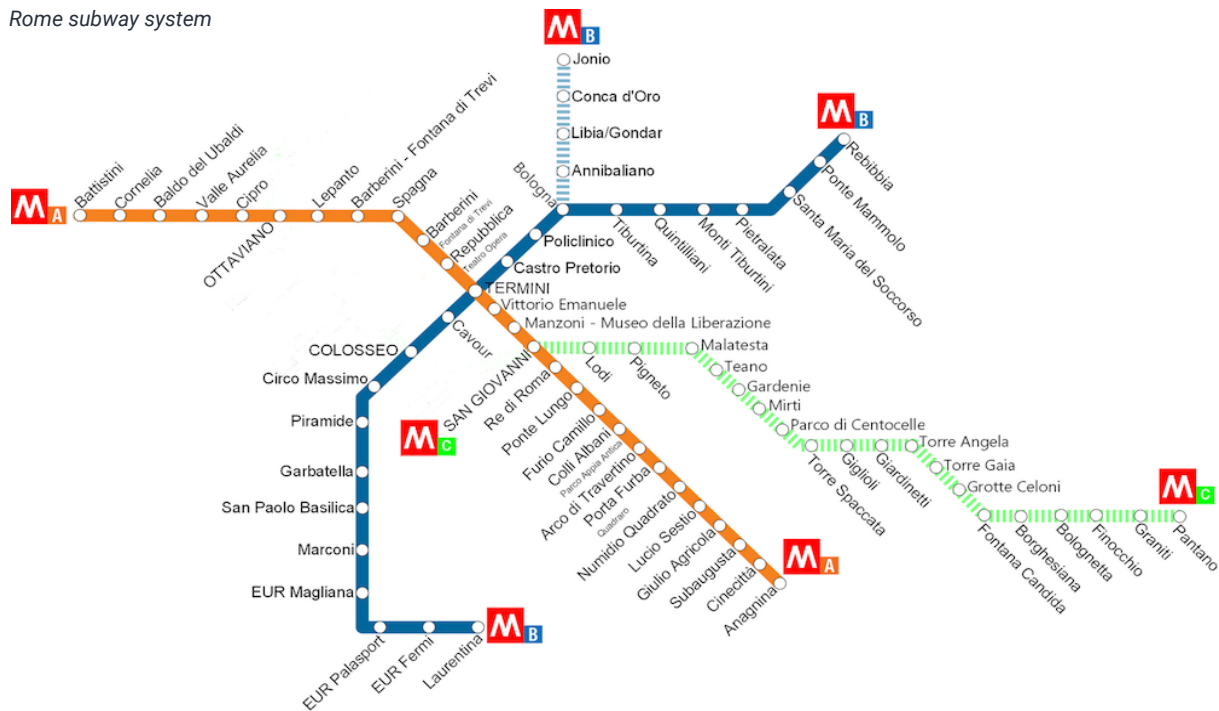 Rome subway system
M B
Jonio
Conca d'Oro
Libia/Gondar
Annibaliano
Bologna
M B
Rebibbia
Ponte Mammolo
Santa Maria del Soccorso
Pietralata
Monti Tiburtini
Quintilliani
Tiburtina
Policlinico
Castro Pretorio
M A
Battistini
Cornelia
Baldo del Ubaldi
Valle Aurelia
Cipro
OTTAVIANO
Lepanto
Barberini - Fontana di Trevi
Spagna
Barberini
Fontana di Trevi
Repubblica
Teatro Opera
TERMINI
Vittorio Emanuele
Manzoni - Museo della Liberazione
Cavour
COLOSSEO
Circo Massimo
Piramide
Garbatella
San Paolo Basilica
Marconi
EUR Magliana
EUR Palasport
EUR Fermi
Laurentina
M B
M C
SAN GIOVANNI
Re di Roma
Ponte Lungo
Furio Camillo
Colli Albani
Parco Appia Antica
Arco di Travertino
Porta Furba
Quadraro
Numidio Quadrato
Lucio Sestio
Giulio Agricola
Subaugusta
Cinecittà
Anagnina
M A
Lodi
Pigneto
Malatesta
Teano
Gardenie
Mirti
Parco di Centocelle
Torre Spaccata
Giglioli
Giardinetti
Torre Angela
Torre Gaia
Grotte Celoni
Fontana Candida
Borghesiana
Bolognetta
Finocchio
Graniti
Pantano
M C